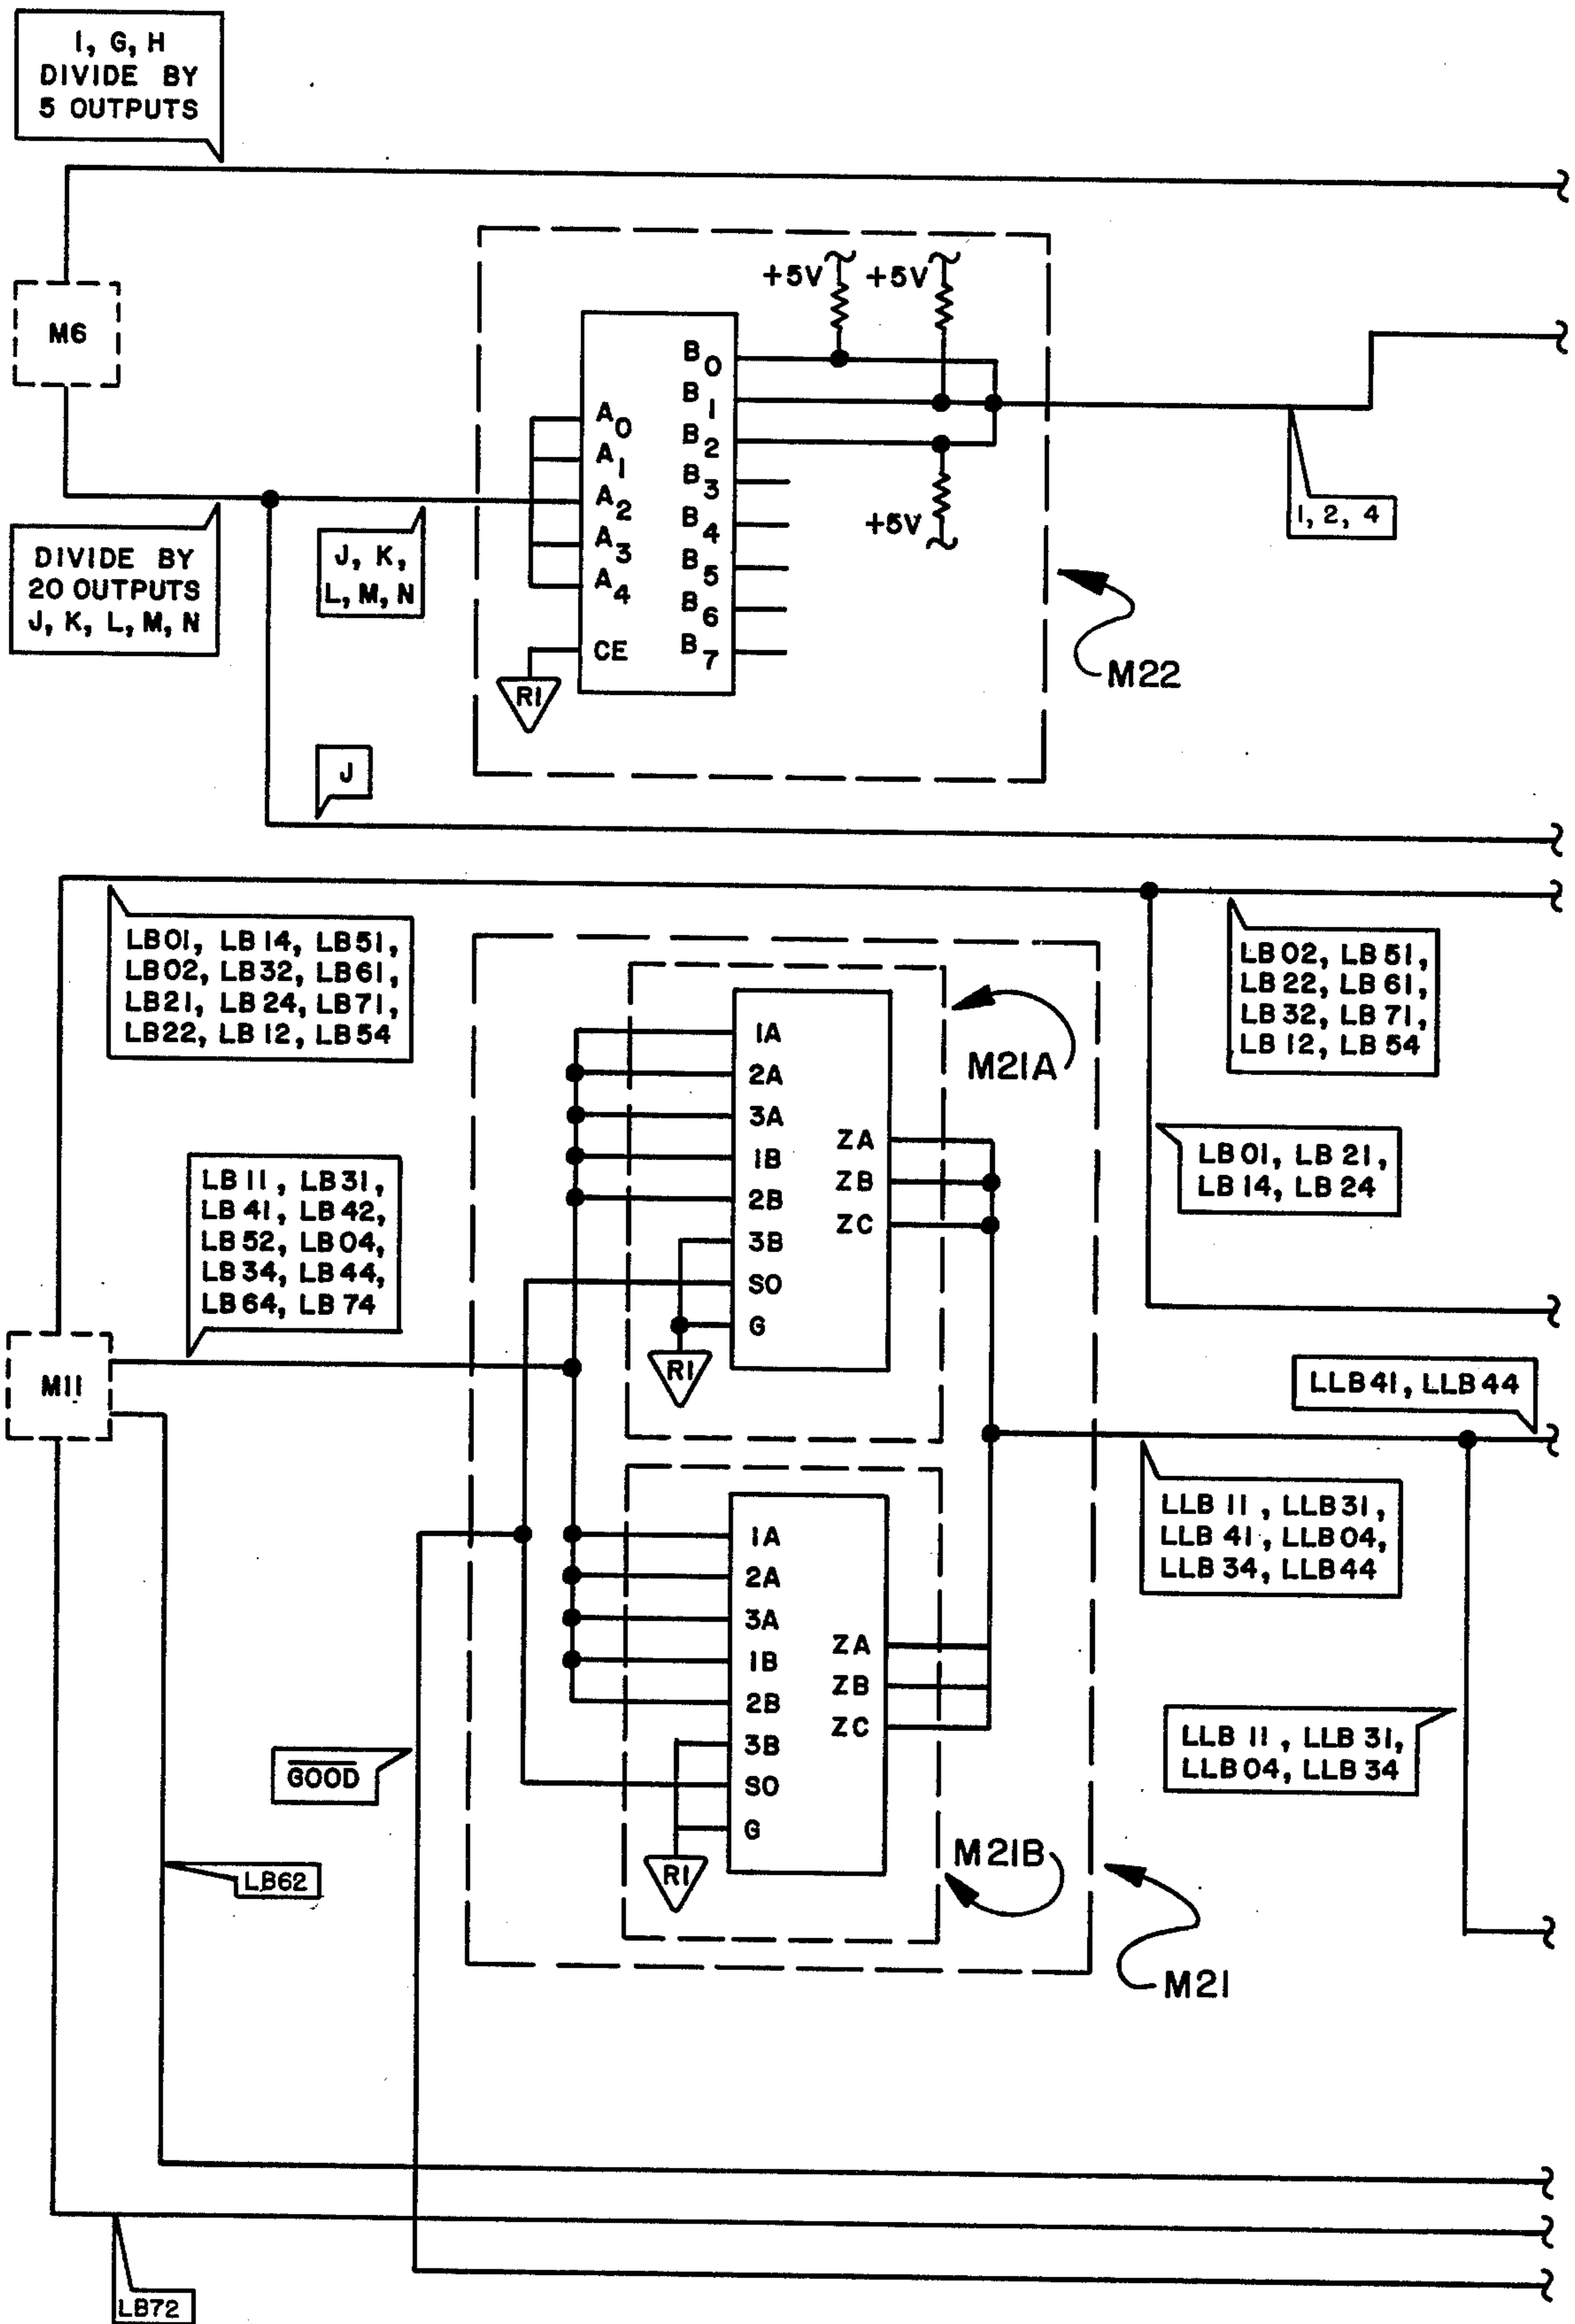 I, G, H
DIVIDE BY
5 OUTPUTS
M6
DIVIDE BY
20 OUTPUTS
J, K, L, M, N
J, K,
L, M, N
J
+5V
+5V
+5V
A0
A1
A2
A3
A4
CE
B0
B1
B2
B3
B4
B5
B6
B7
RI
1, 2, 4
M22
LB01, LB14, LB51,
LB02, LB32, LB61,
LB21, LB24, LB71,
LB22, LB12, LB54
LB02, LB51,
LB22, LB61,
LB32, LB71,
LB12, LB54
LB01, LB21,
LB14, LB24
LB11, LB31,
LB41, LB42,
LB52, LB04,
LB34, LB44,
LB64, LB74
M11
M21A
1A
2A
3A
1B
2B
3B
SO
G
ZA
ZB
ZC
RI
LLB41, LLB44
LLB11, LLB31,
LLB41, LLB04,
LLB34, LLB44
1A
2A
3A
1B
2B
3B
SO
G
ZA
ZB
ZC
RI
LLB11, LLB31,
LLB04, LLB34
M21B
M21
GOOD
LB62
LB72